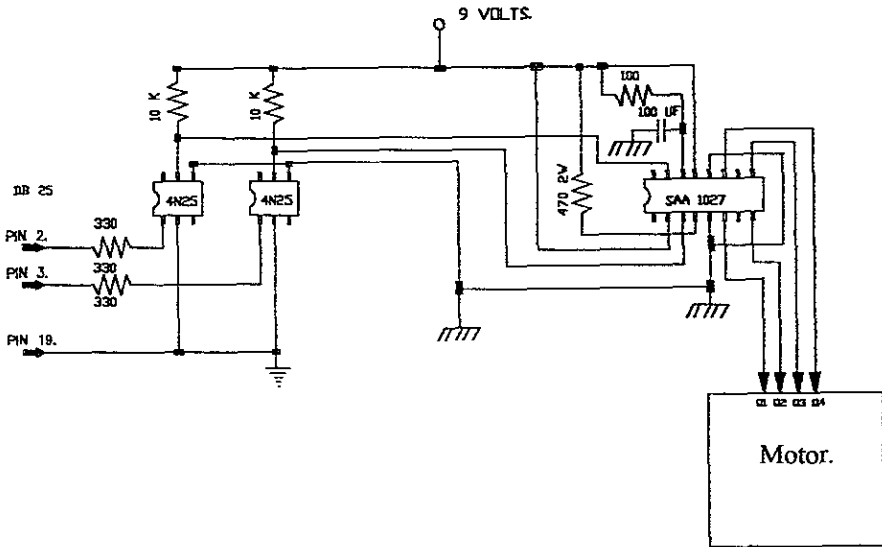 9 VOLTS.
10 K
10 K
100
100 UF
470 2W
DB 25
4N25
4N25
SAA 1027
PIN 2.
330
PIN 3.
330
330
PIN 19.
Q1 Q2 Q3 Q4
Motor.